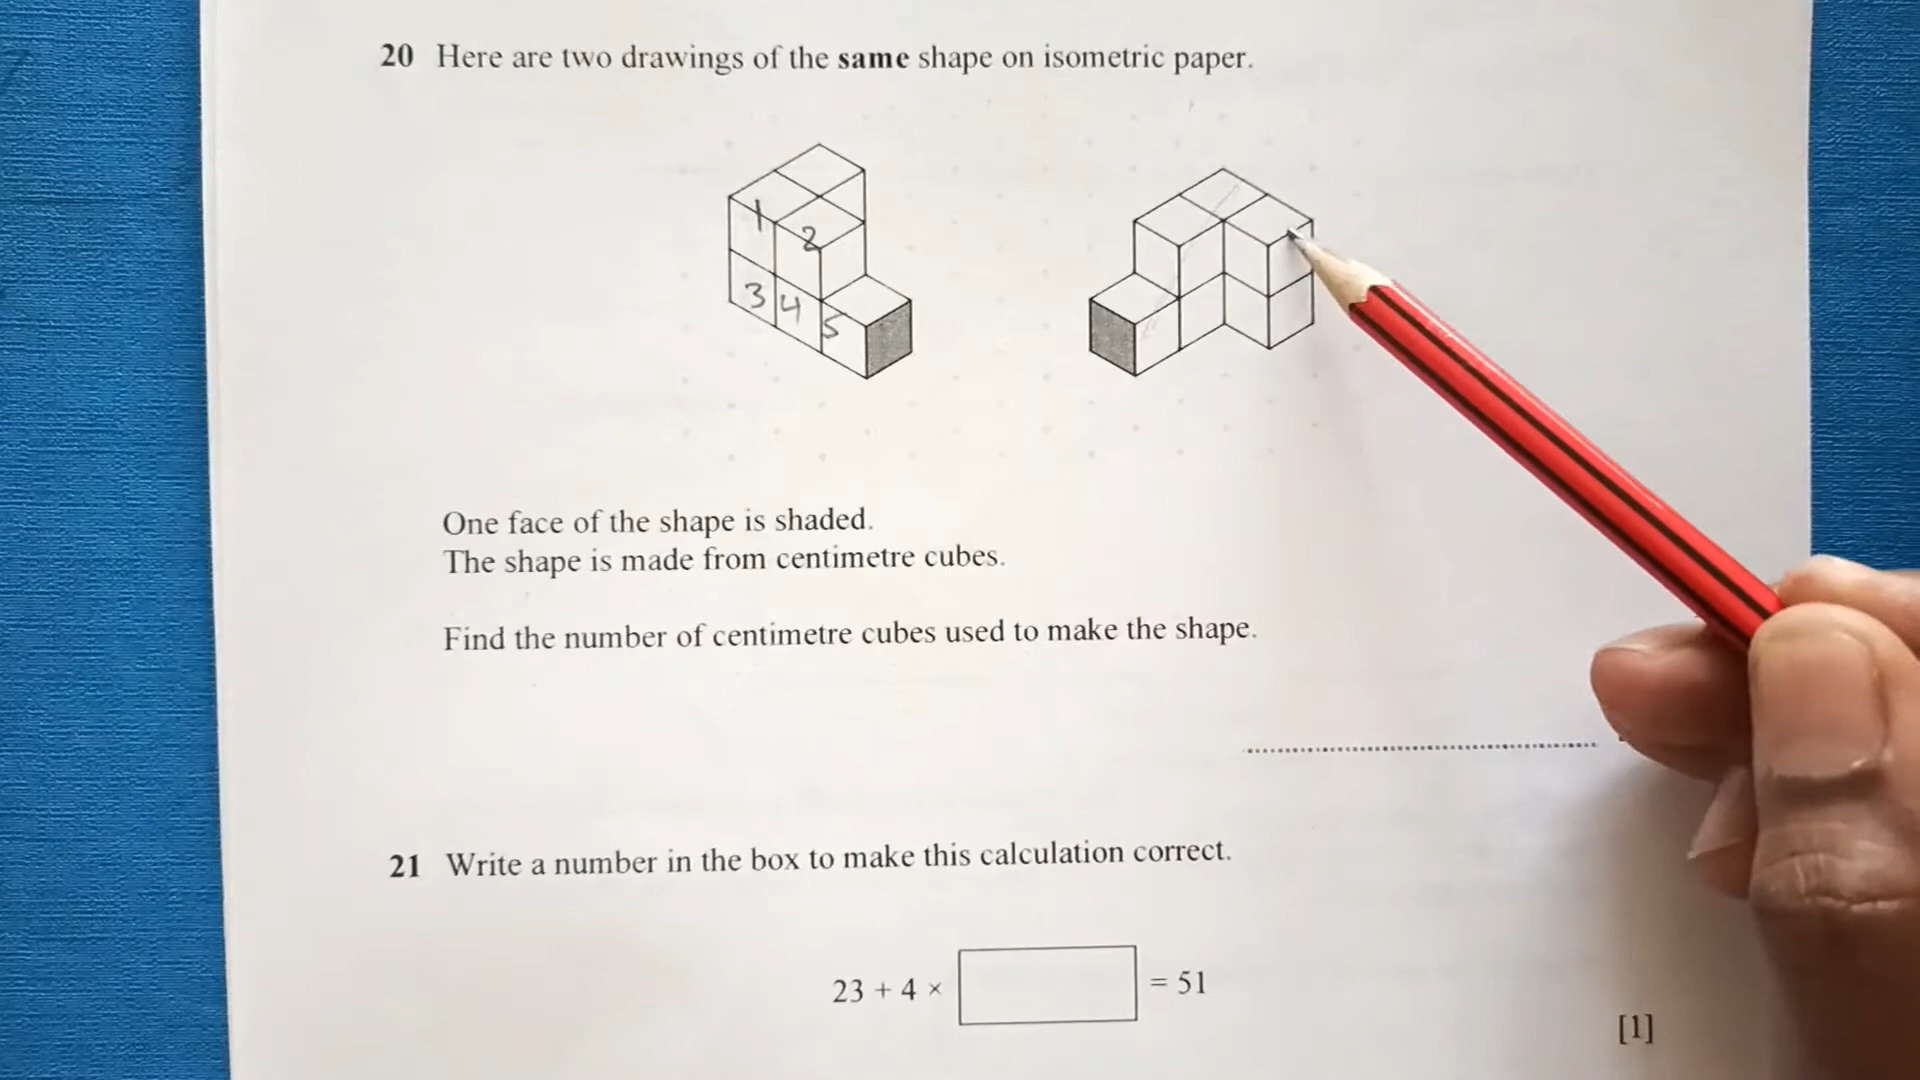 20 Here are two drawings of the same shape on isometric paper.
1
2
3 4 5
One face of the shape is shaded.
The shape is made from centimetre cubes.
Find the number of centimetre cubes used to make the shape.
21 Write a number in the box to make this calculation correct.
23 + 4 × = 51
[1]